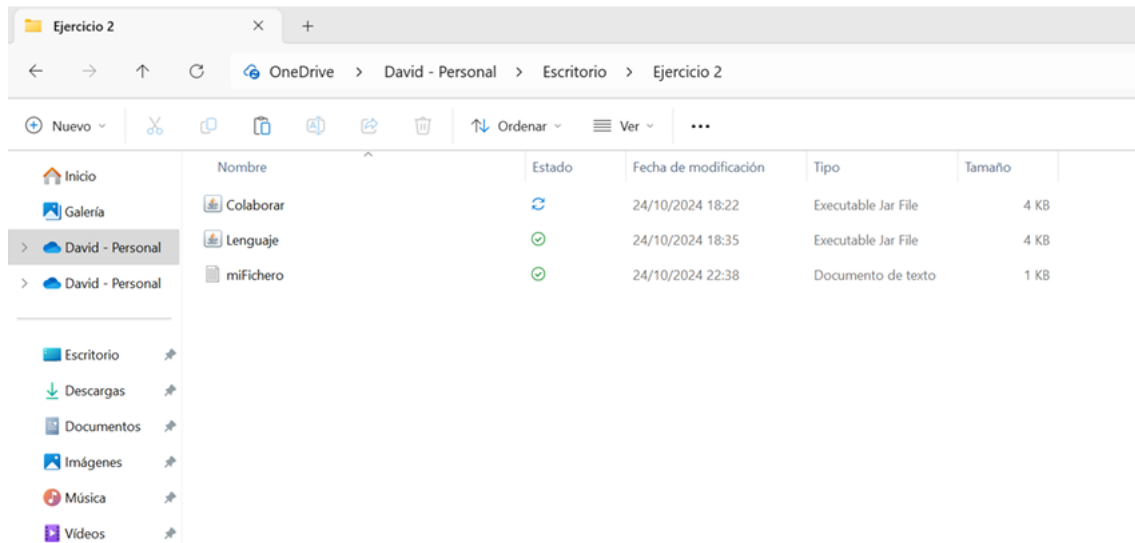 Ejercicio 2
OneDrive > David - Personal > Escritorio > Ejercicio 2
Nuevo Ordenar Ver
Nombre Estado Fecha de modificación Tipo Tamaño
Inicio
Galería
David - Personal
David - Personal
Escritorio
Descargas
Documentos
Imágenes
Música
Vídeos
Colaborar 24/10/2024 18:22 Executable Jar File 4 KB
Lenguaje 24/10/2024 18:35 Executable Jar File 4 KB
miFichero 24/10/2024 22:38 Documento de texto 1 KB